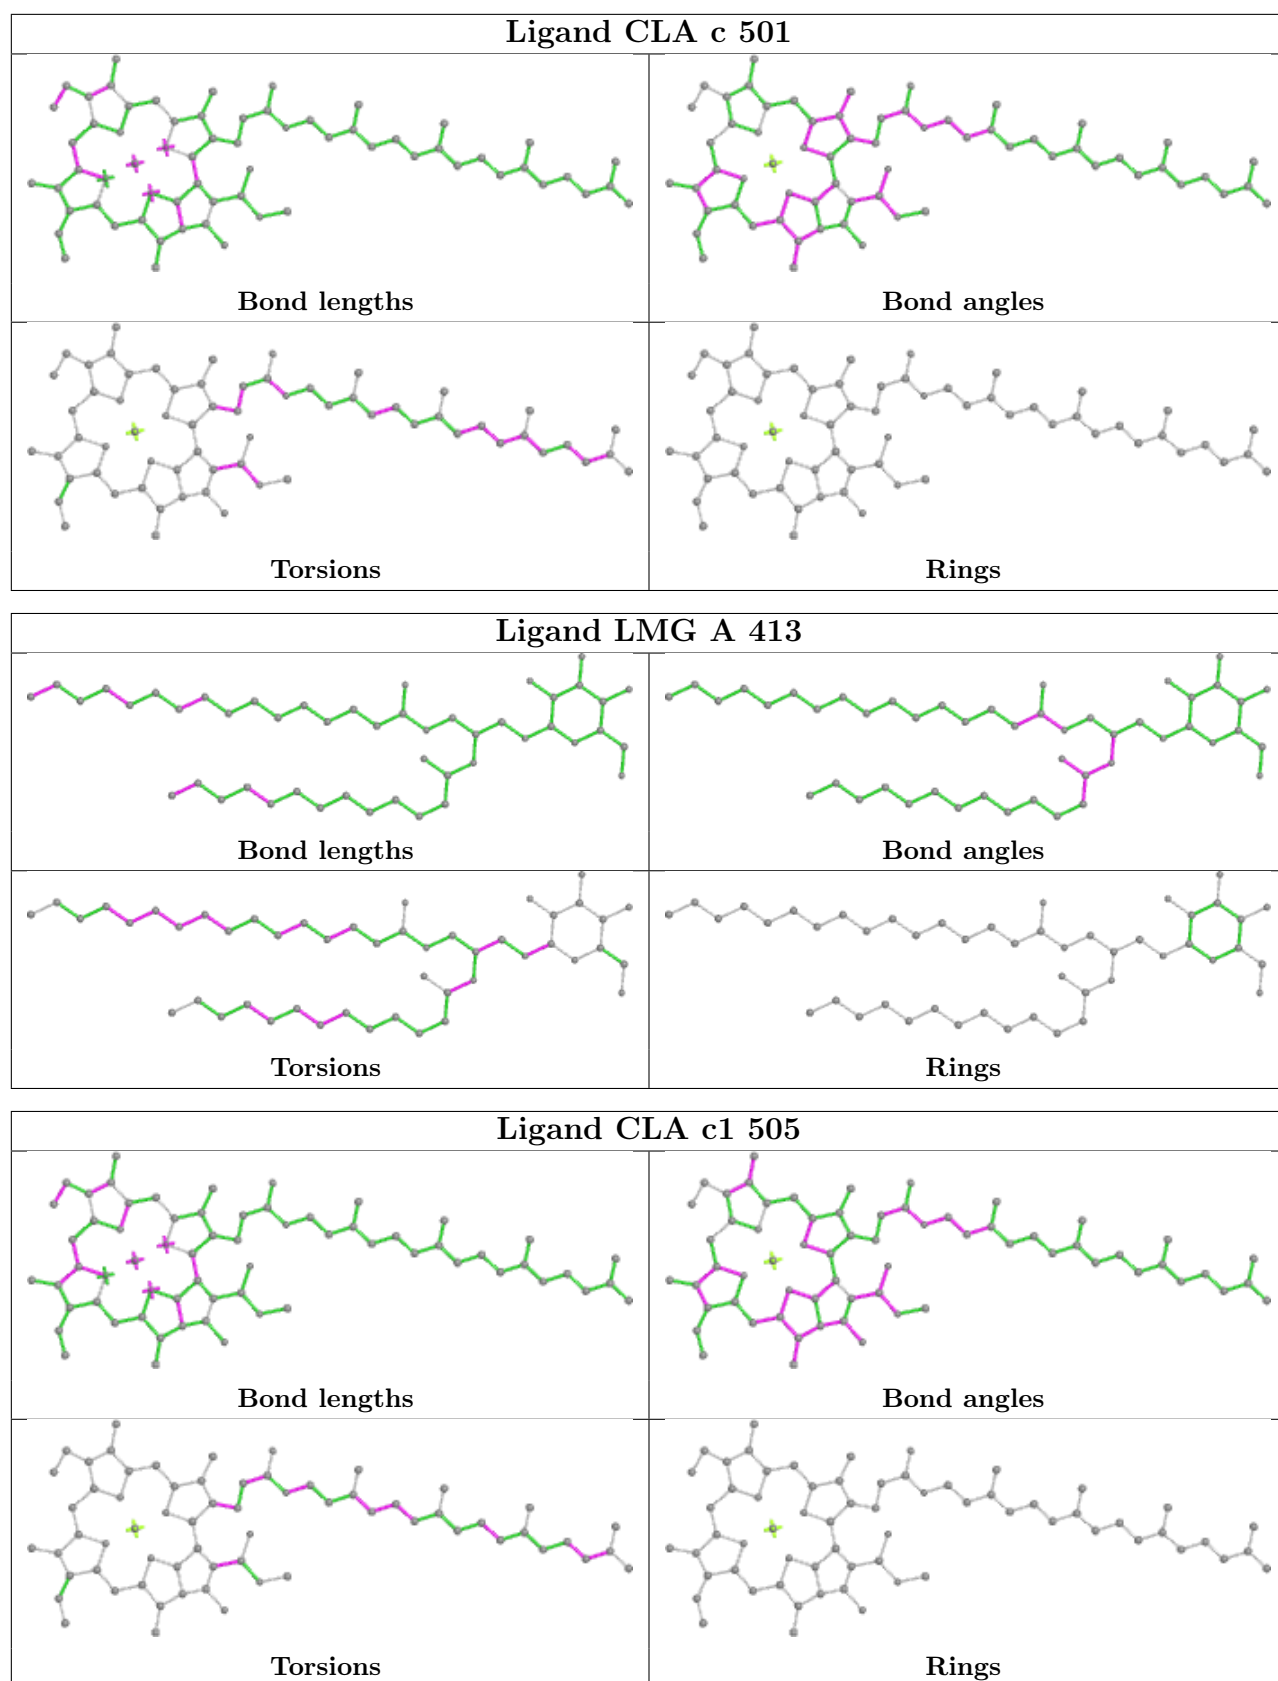 Ligand CLA c 501
Bond lengths
Bond angles
Torsions
Rings
Ligand LMG A 413
Bond lengths
Bond angles
Torsions
Rings
Ligand CLA c1 505
Bond lengths
Bond angles
Torsions
Rings